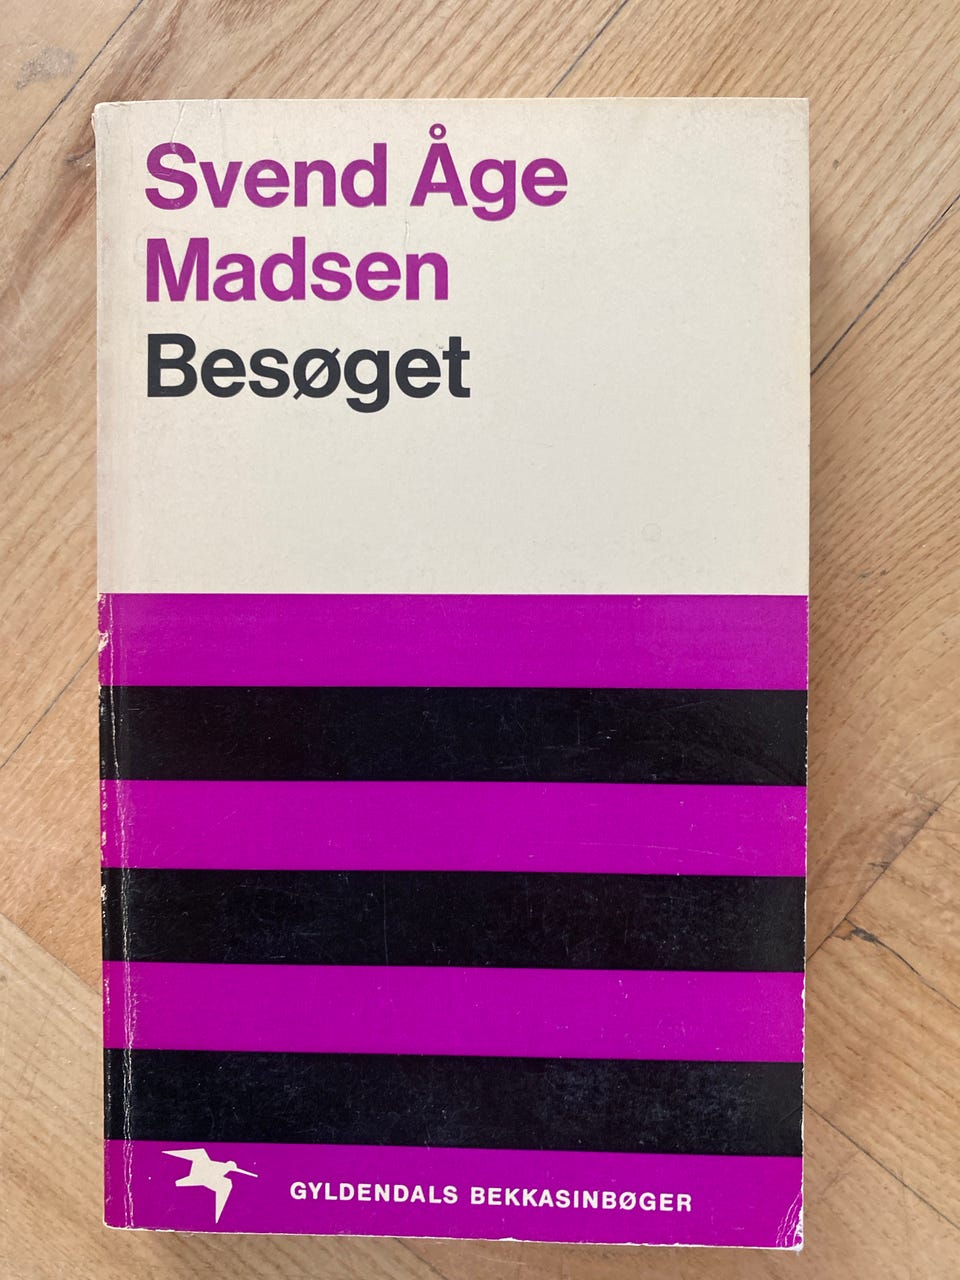 Svend Åge
Madsen
Besøget
GYLDENDALS BEKKASINBØGER